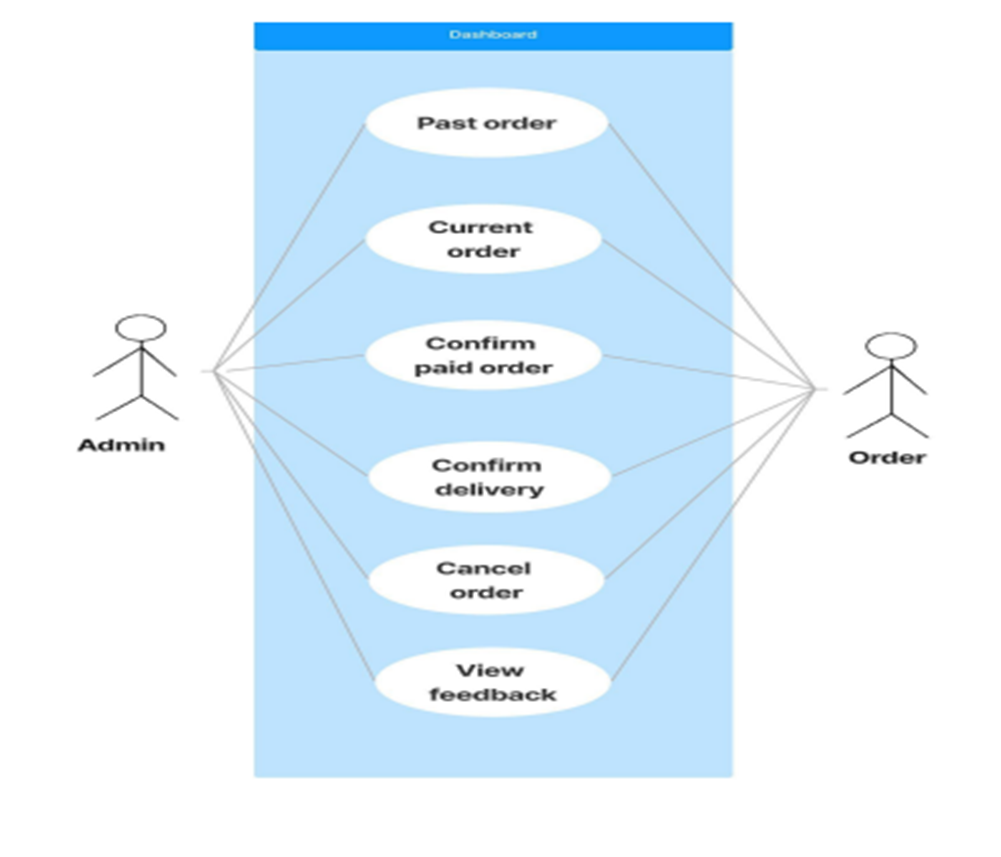 Dashboard
Past order
Current
order
Confirm
paid order
Admin
Order
Confirm
delivery
Cancel
order
View
feedback